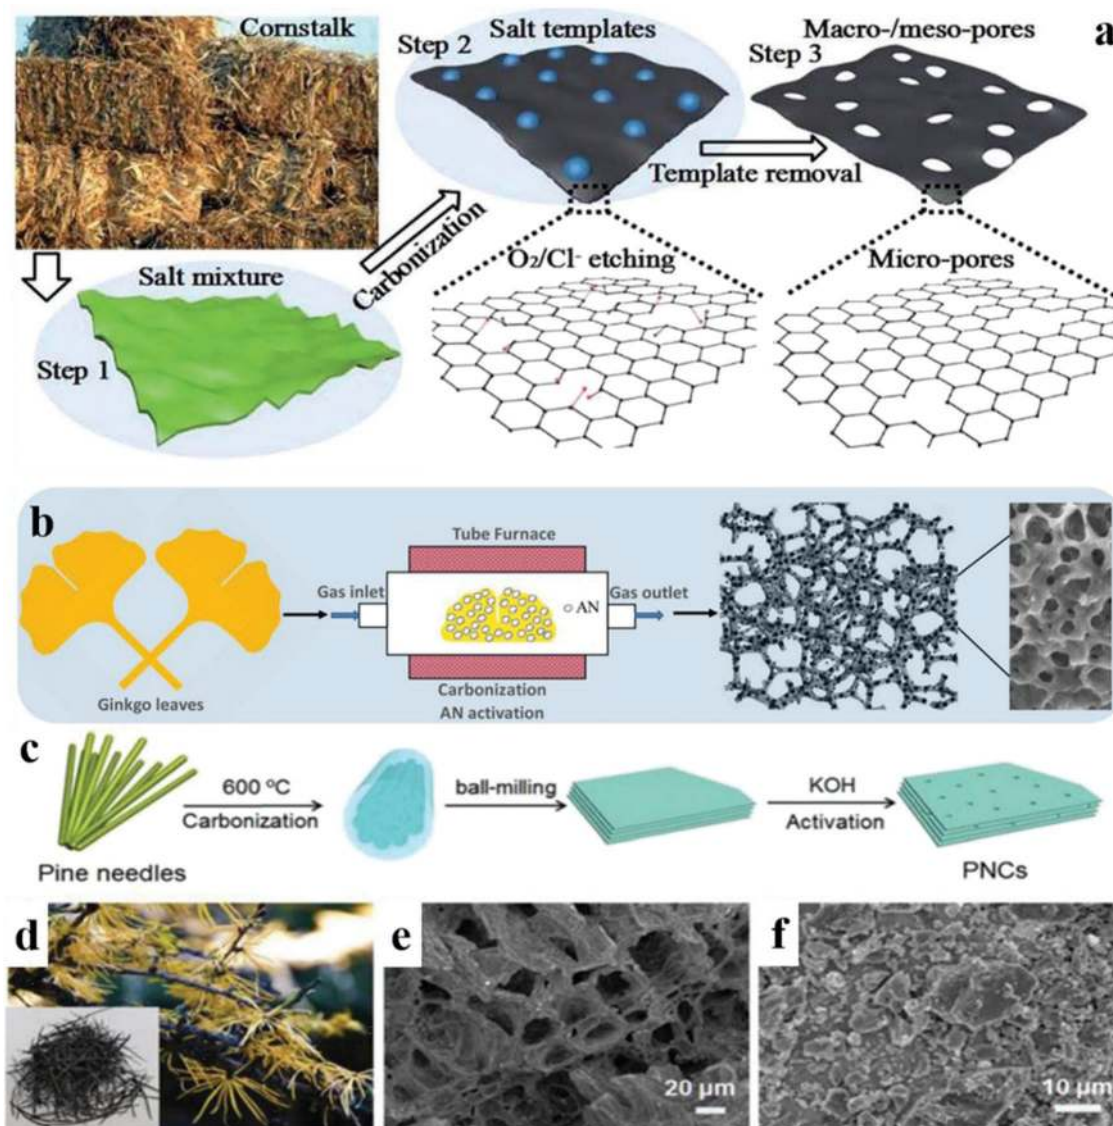 a
Cornstalk
Step 2
Salt templates
Macro-/meso-pores
Step 3
Template removal
Carbonization
Salt mixture
Step 1
O₂/Cl⁻ etching
Micro-pores
b
Tube Furnace
Gas inlet
AN
Gas outlet
Carbonization
AN activation
Ginkgo leaves
c
600 °C
Carbonization
ball-milling
KOH
Activation
Pine needles
PNCs
d
e
20 µm
f
10 µm